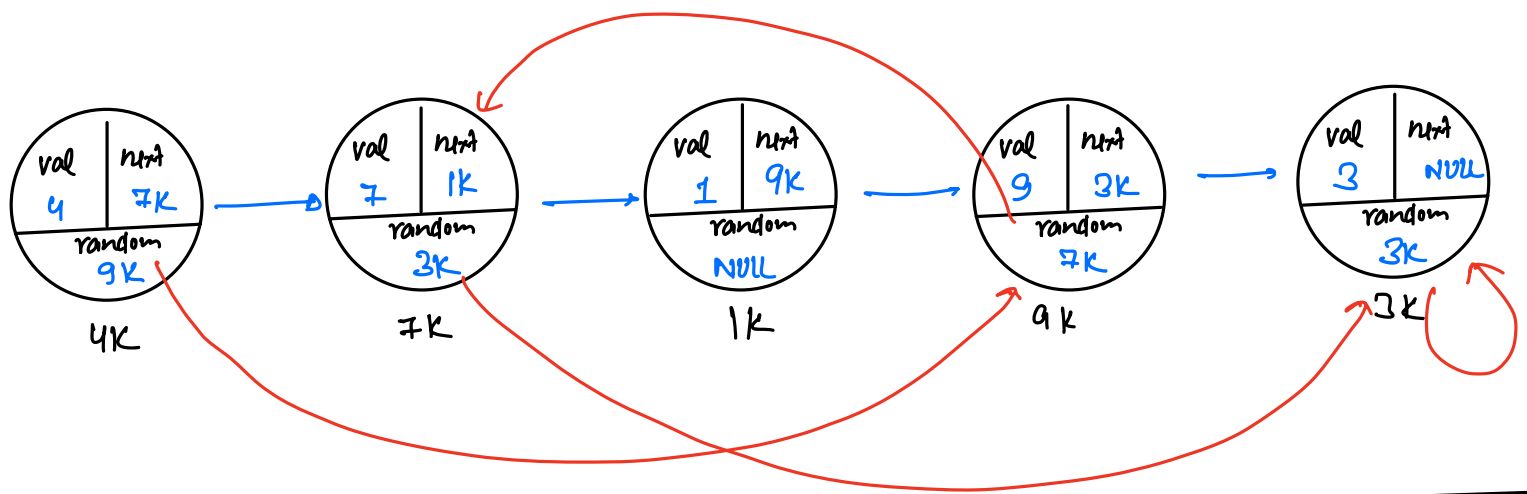 val next
4 7K
random
9K
4K
val next
7 1K
random
3K
7K
val next
1 9K
random
NULL
1K
val next
9 3K
random
7K
9K
val next
3 NULL
random
3K
3K